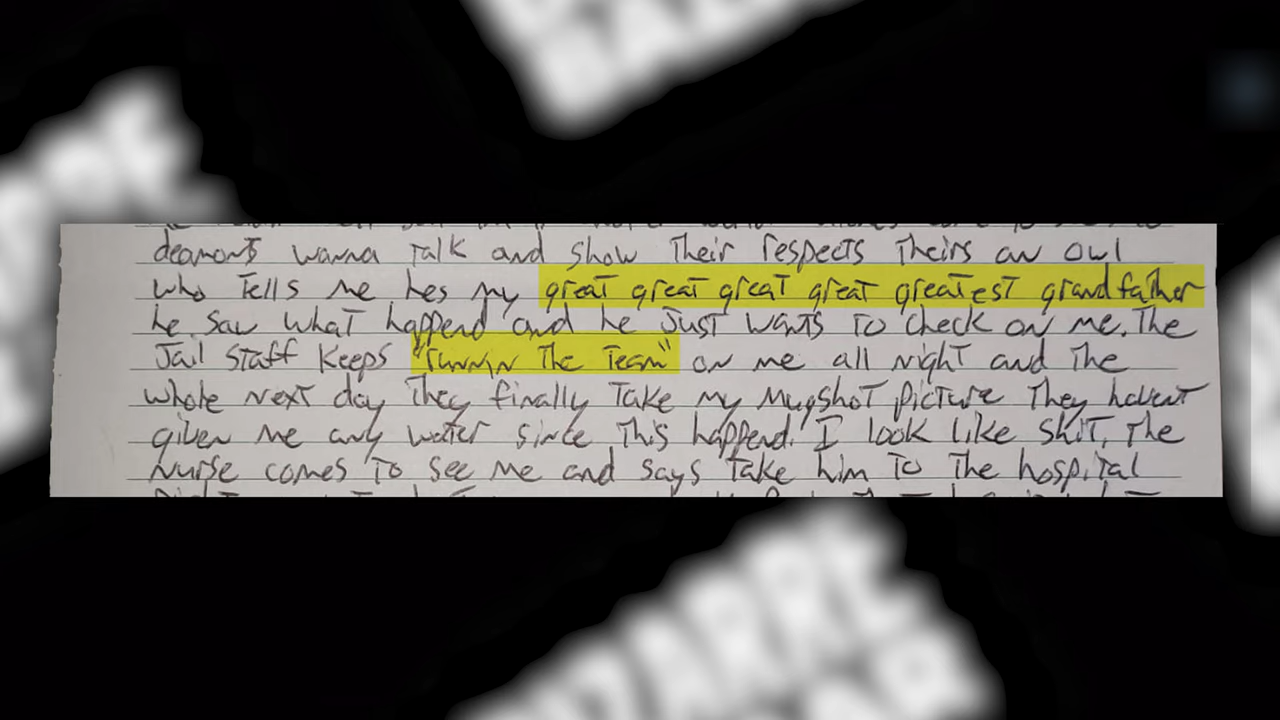 deamons wanna talk and show their respects theirs an owl
who tells me hes my great great great great greatest grandfather
he saw what happend and he just wants to check on me. The
Jail staff keeps "runnin the team" on me all night and the
whole next day they finally take my mugshot picture they havent
given me any water since this happend. I look like shit. The
nurse comes to see me and says take him to the hospital